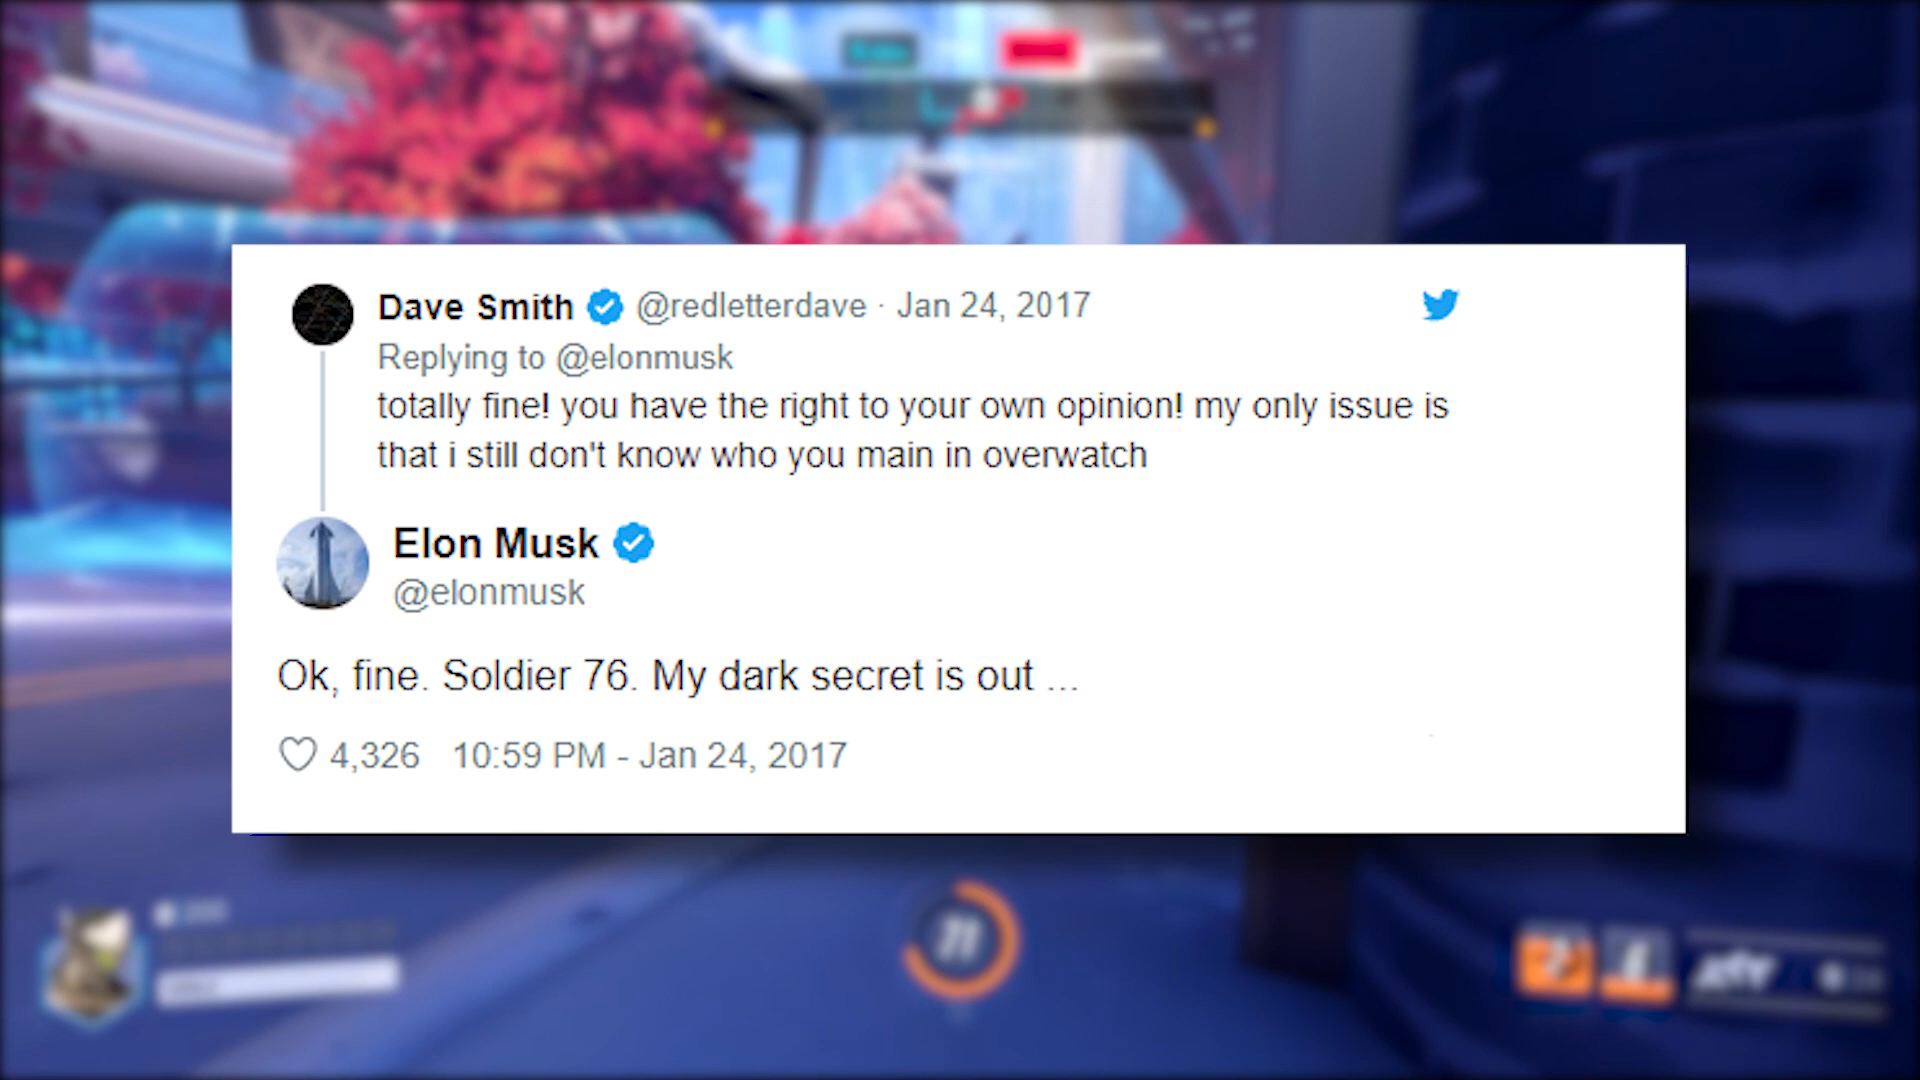 Dave Smith @redletterdave · Jan 24, 2017
Replying to @elonmusk
totally fine! you have the right to your own opinion! my only issue is
that i still don't know who you main in overwatch
Elon Musk
@elonmusk
Ok, fine. Soldier 76. My dark secret is out ...
4,326 10:59 PM - Jan 24, 2017
71